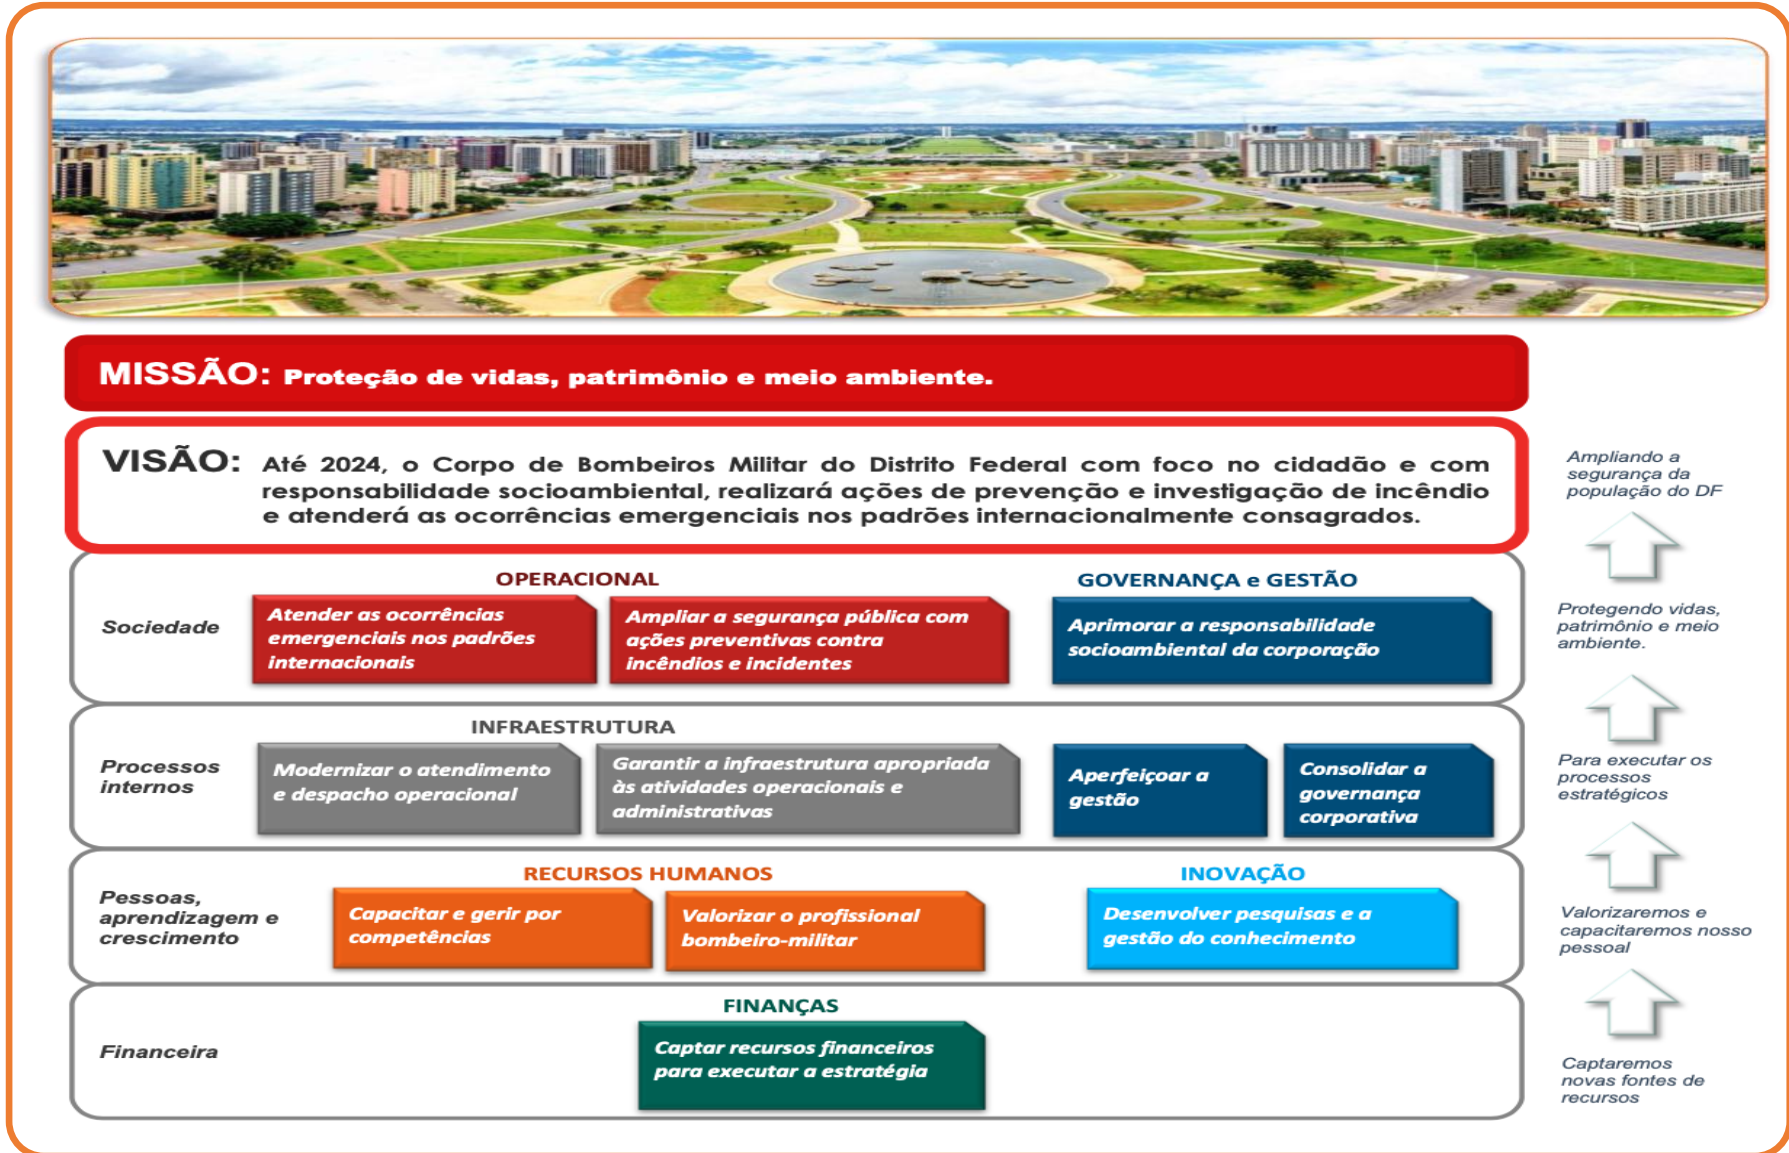 MISSÃO: Proteção de vidas, patrimônio e meio ambiente.
VISÃO: Até 2024, o Corpo de Bombeiros Militar do Distrito Federal com foco no cidadão e com
responsabilidade socioambiental, realizará ações de prevenção e investigação de incêndio
e atenderá as ocorrências emergenciais nos padrões internacionalmente consagrados.
Sociedade
OPERACIONAL
Atender as ocorrências
emergenciais nos padrões
internacionais
Ampliar a segurança pública com
ações preventivas contra
incêndios e incidentes
GOVERNANÇA e GESTÃO
Aprimorar a responsabilidade
socioambiental da corporação
Processos
internos
INFRAESTRUTURA
Modernizar o atendimento
e despacho operacional
Garantir a infraestrutura apropriada
às atividades operacionais e
administrativas
Aperfeiçoar a
gestão
Consolidar a
governança
corporativa
Pessoas,
aprendizagem e
crescimento
RECURSOS HUMANOS
Capacitar e gerir por
competências
Valorizar o profissional
bombeiro-militar
INOVAÇÃO
Desenvolver pesquisas e a
gestão do conhecimento
Financeira
FINANÇAS
Captar recursos financeiros
para executar a estratégia
Ampliando a
segurança da
população do DF
Protegendo vidas,
patrimônio e meio
ambiente.
Para executar os
processos
estratégicos
Valorizaremos e
capacitaremos nosso
pessoal
Captaremos
novas fontes de
recursos